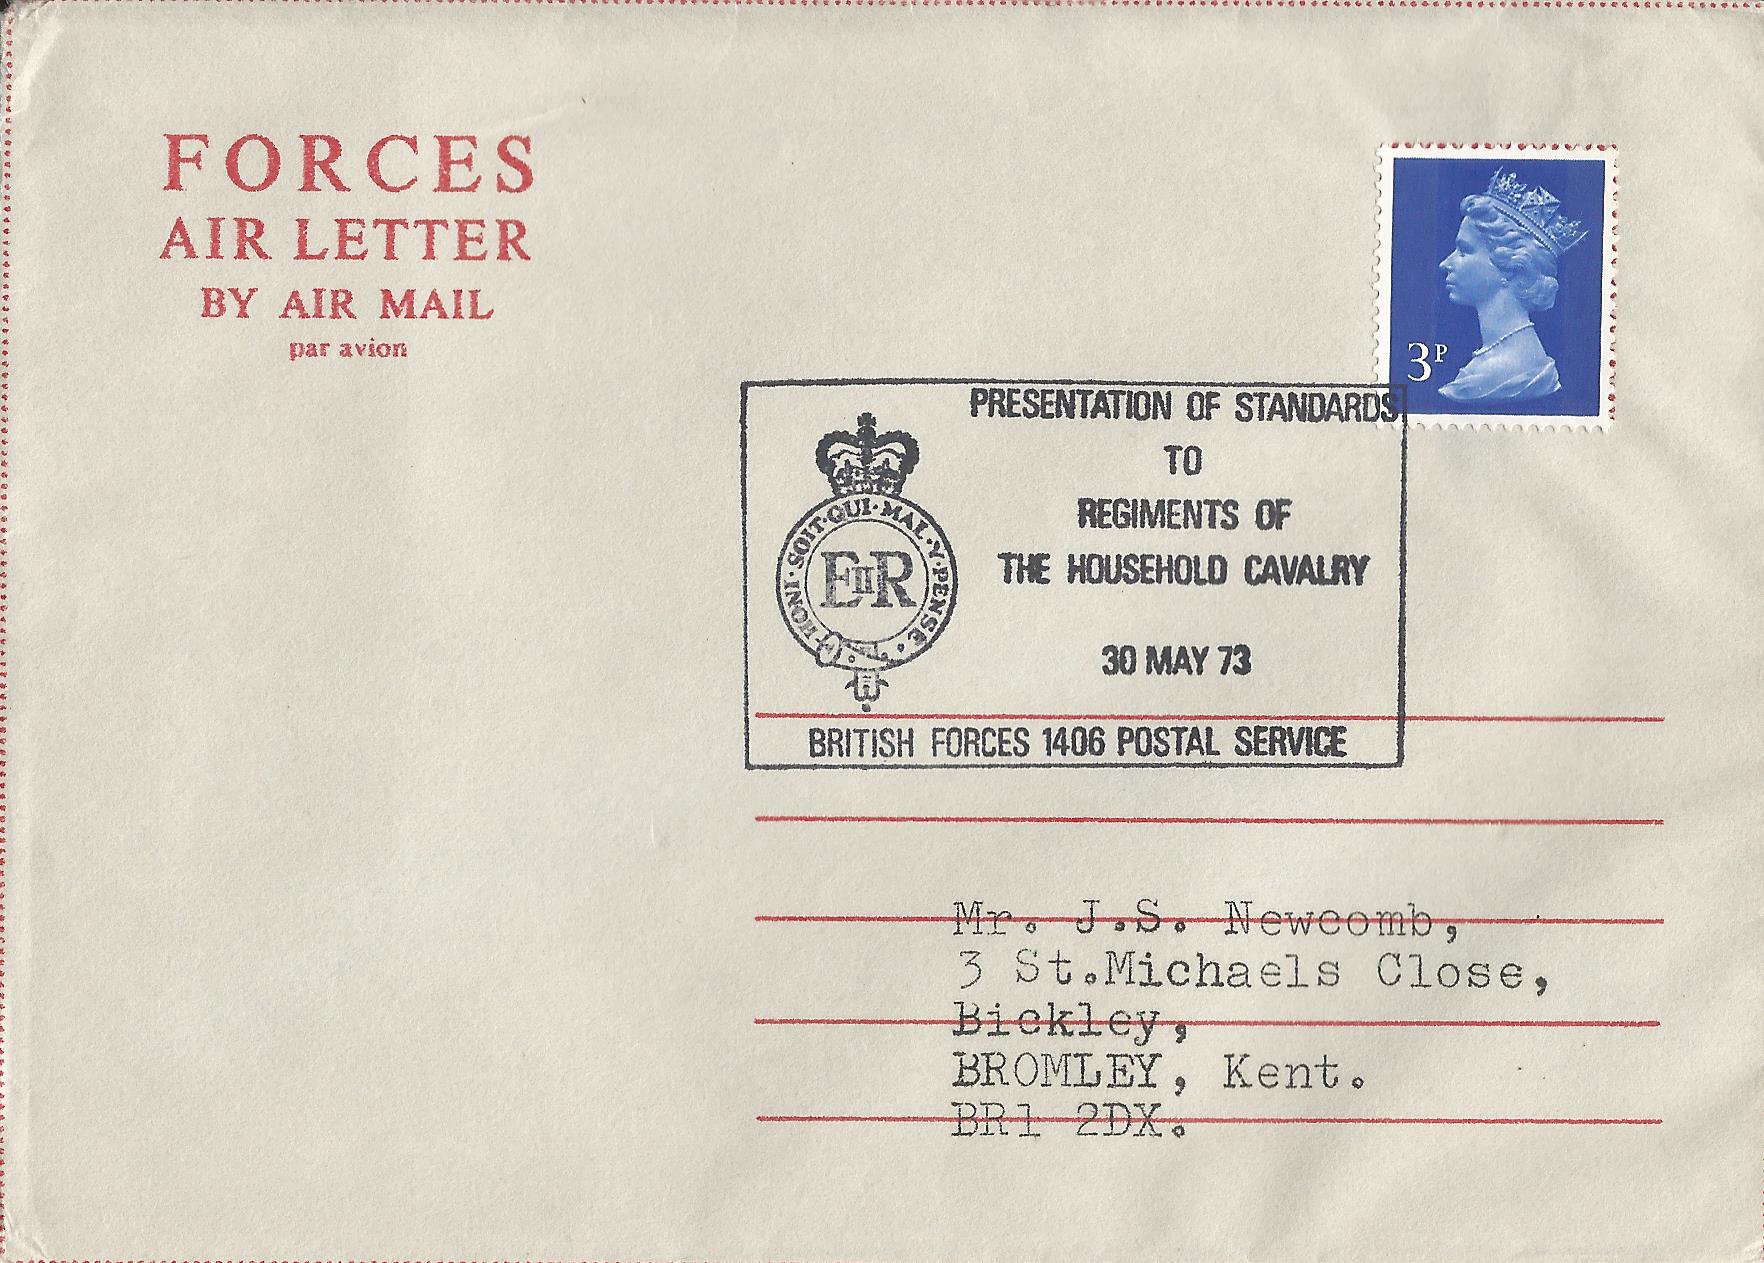 FORCES
AIR LETTER
BY AIR MAIL
par avion
3P
PRESENTATION OF STANDARDS
TO
REGIMENTS OF
THE HOUSEHOLD CAVALRY
30 MAY 73
HONI·SOIT·QUI·MAL·Y·PENSE·
EIIR
BRITISH FORCES 1406 POSTAL SERVICE
Mr. J.S. Newcomb,
3 St.Michaels Close,
Bickley,
BROMLEY, Kent.
BR1 2DX.